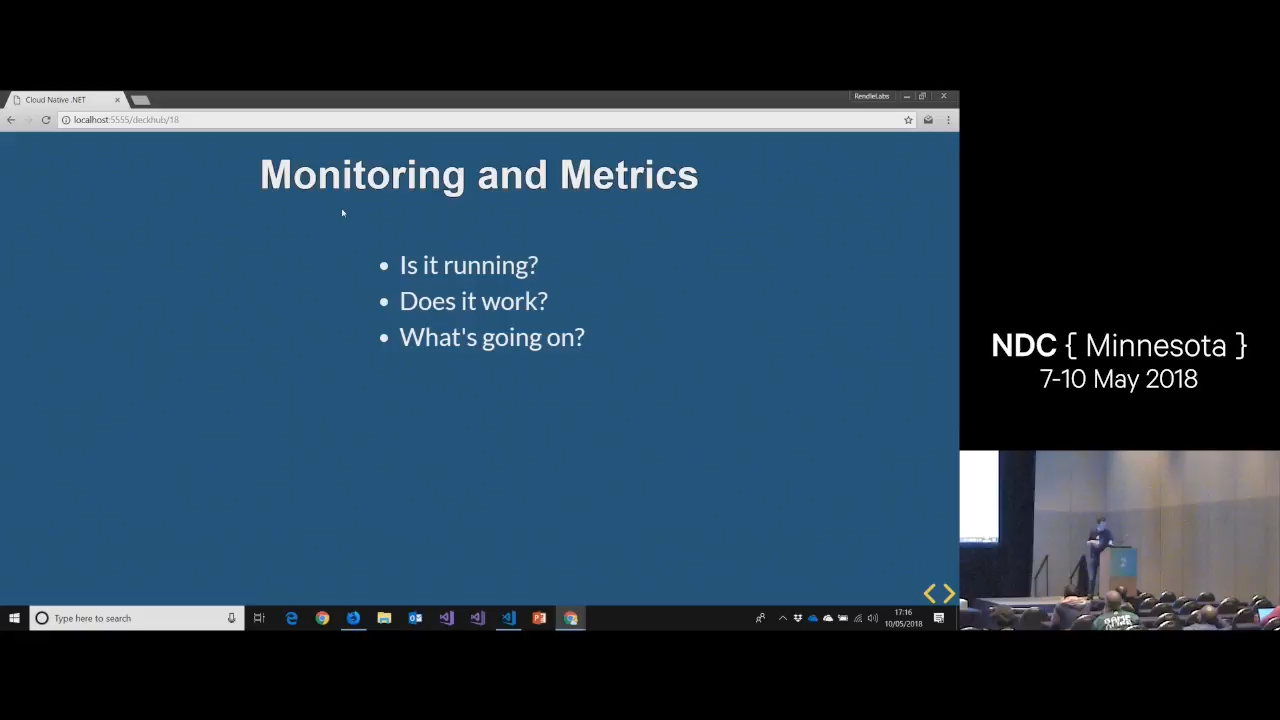 Cloud Native .NET
RendleLabs
localhost:5555/deckhub/18
Monitoring and Metrics
Is it running?
Does it work?
What's going on?
Type here to search
17:16
10/05/2018
NDC { Minnesota }
7-10 May 2018